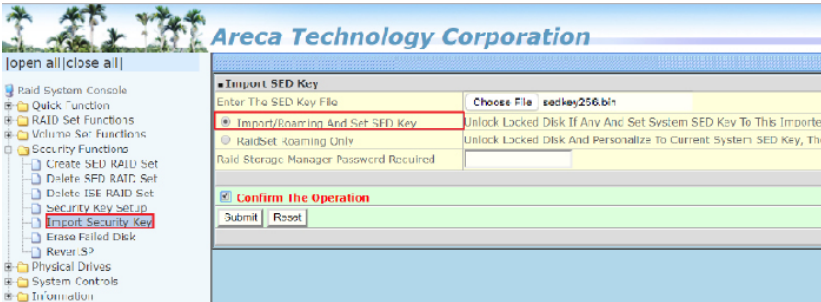 Areca Technology Corporation
|open all|close all|
Raid System Console
Quick Function
RAID Set Functions
Volume Set Functions
Security Functions
Create SED RAID Set
Delete SED RAID Set
Delete ISE RAID Set
Security Key Setup
Import Security Key
Erase Failed Disk
RevertSP
Physical Drives
System Controls
Information
Import SED Key
Enter The SED Key File Choose File sedkey256.bin
Import/Roaming And Set SED Key Unlock Locked Disk If Any And Set System SED Key To This Importe
RaidSet Roaming Only Unlock Locked Disk And Personalize To Current System SED Key, The
Raid Storage Manager Password Required
Confirm The Operation
Submit Reset